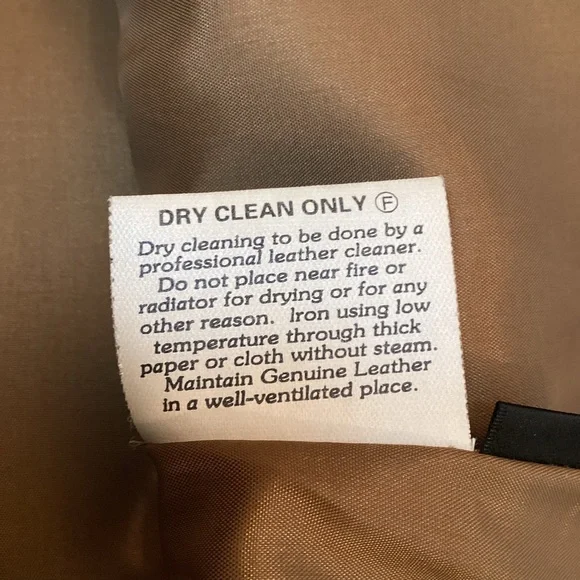 DRY CLEAN ONLY Ⓕ
Dry cleaning to be done by a
professional leather cleaner.
Do not place near fire or
radiator for drying or for any
other reason. Iron using low
temperature through thick
paper or cloth without steam.
Maintain Genuine Leather
in a well-ventilated place.